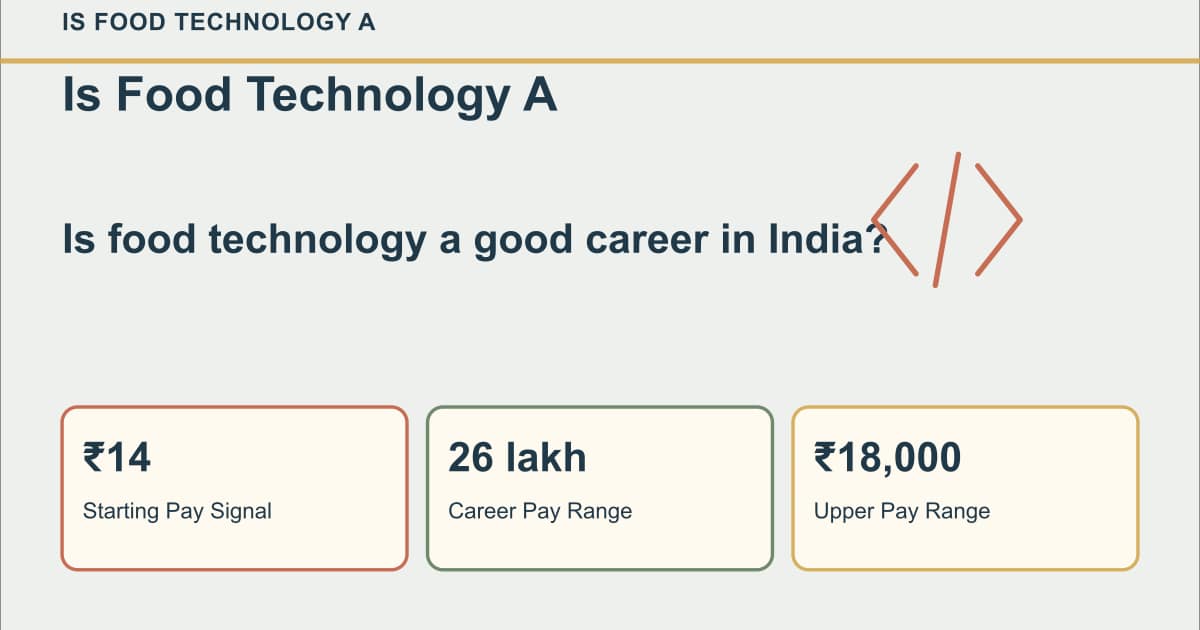 IS FOOD TECHNOLOGY A
Is Food Technology A
Is food technology a good career in India?
₹14
Starting Pay Signal
26 lakh
Career Pay Range
₹18,000
Upper Pay Range